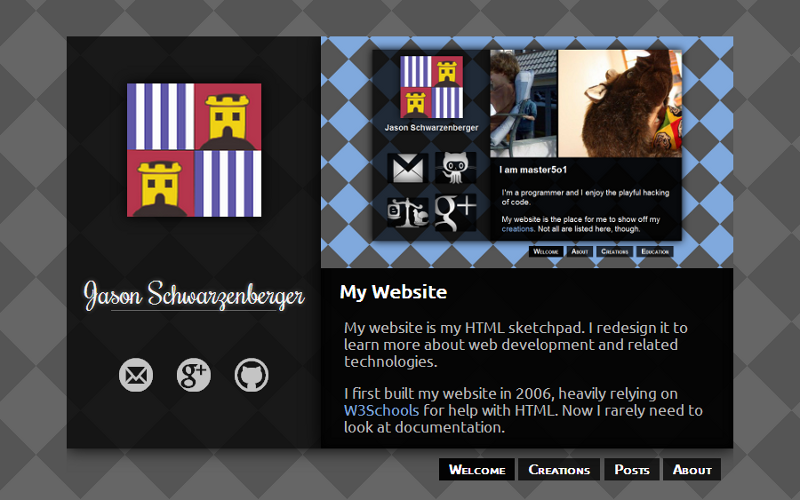 Jason Schwarzenberger
g+
Jason Schwarzenberger
g+
I am master5o1
I'm a programmer and I enjoy the playful hacking
of code.
My website is the place for me to show off my
creations. Not all are listed here, though.
Welcome About Creations Education
My Website
My website is my HTML sketchpad. I redesign it to
learn more about web development and related
technologies.
I first built my website in 2006, heavily relying on
W3Schools for help with HTML. Now I rarely need to
look at documentation.
Welcome Creations Posts About